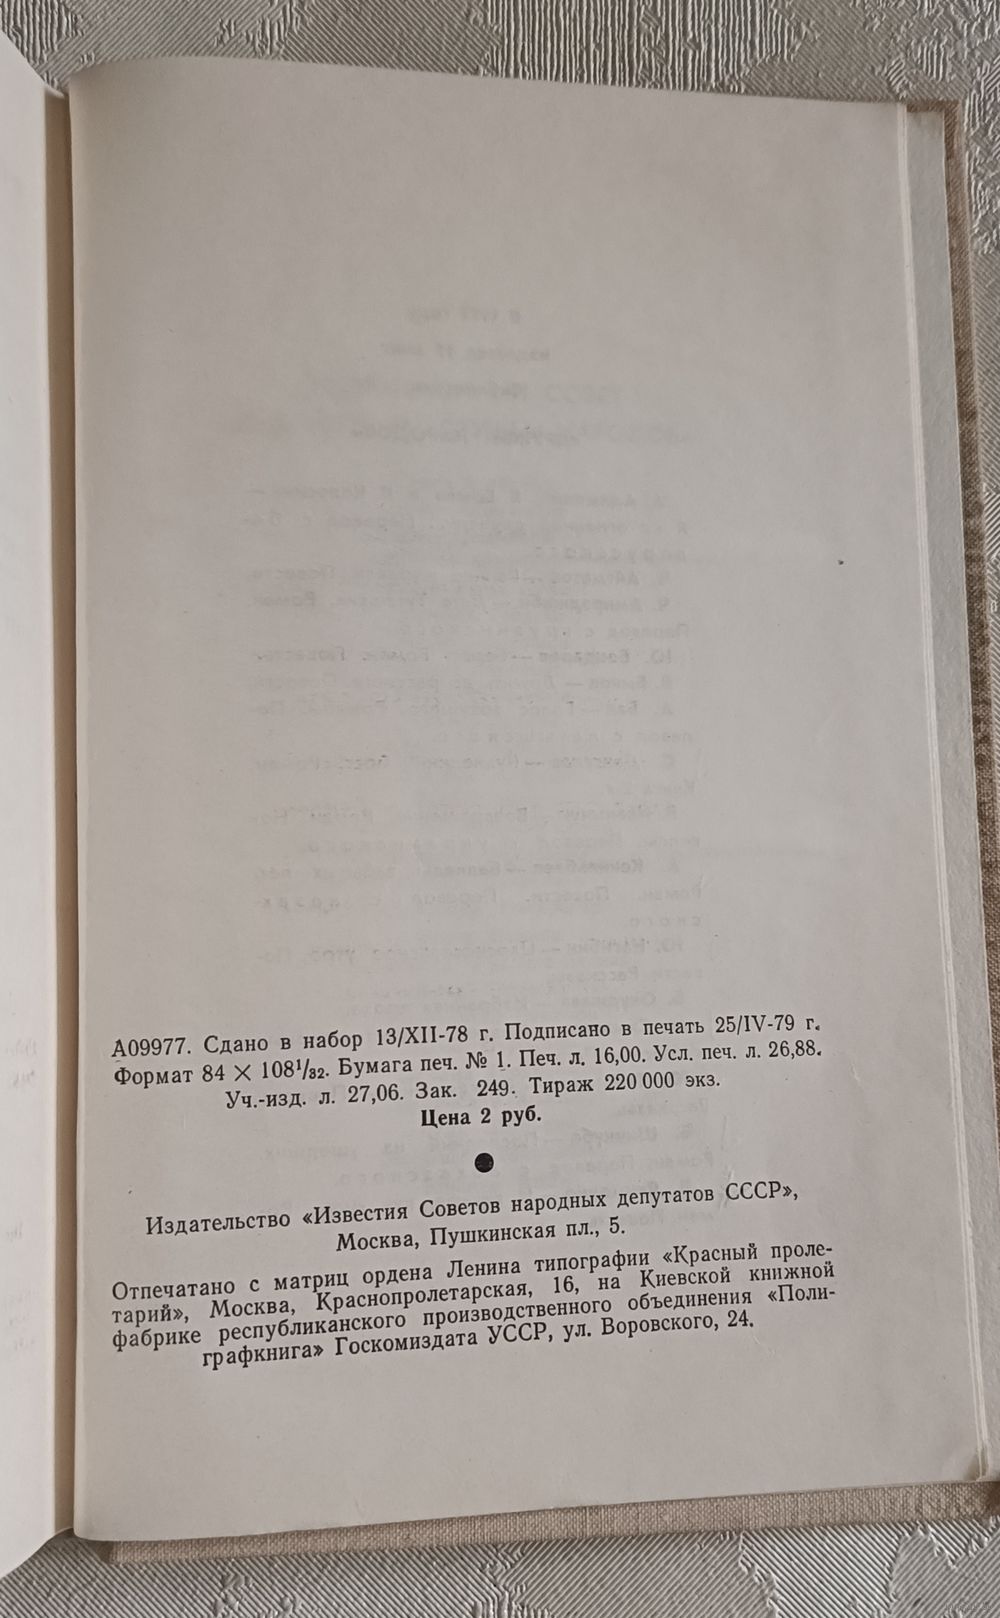 А09977. Сдано в набор 13/XII-78 г. Подписано в печать 25/IV-79 г.
Формат 84 × 108¹/₃₂. Бумага печ. № 1. Печ. л. 16,00. Усл. печ. л. 26,88.
Уч.-изд. л. 27,06. Зак. 249. Тираж 220 000 экз.
Цена 2 руб.
Издательство «Известия Советов народных депутатов СССР»,
Москва, Пушкинская пл., 5.
Отпечатано с матриц ордена Ленина типографии «Красный проле-
тарий», Москва, Краснопролетарская, 16, на Киевской книжной
фабрике республиканского производственного объединения «Поли-
графкнига» Госкомиздата УССР, ул. Воровского, 24.